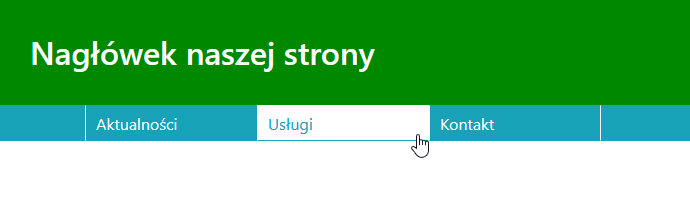 Nagłówek naszej strony
Aktualności Usługi Kontakt